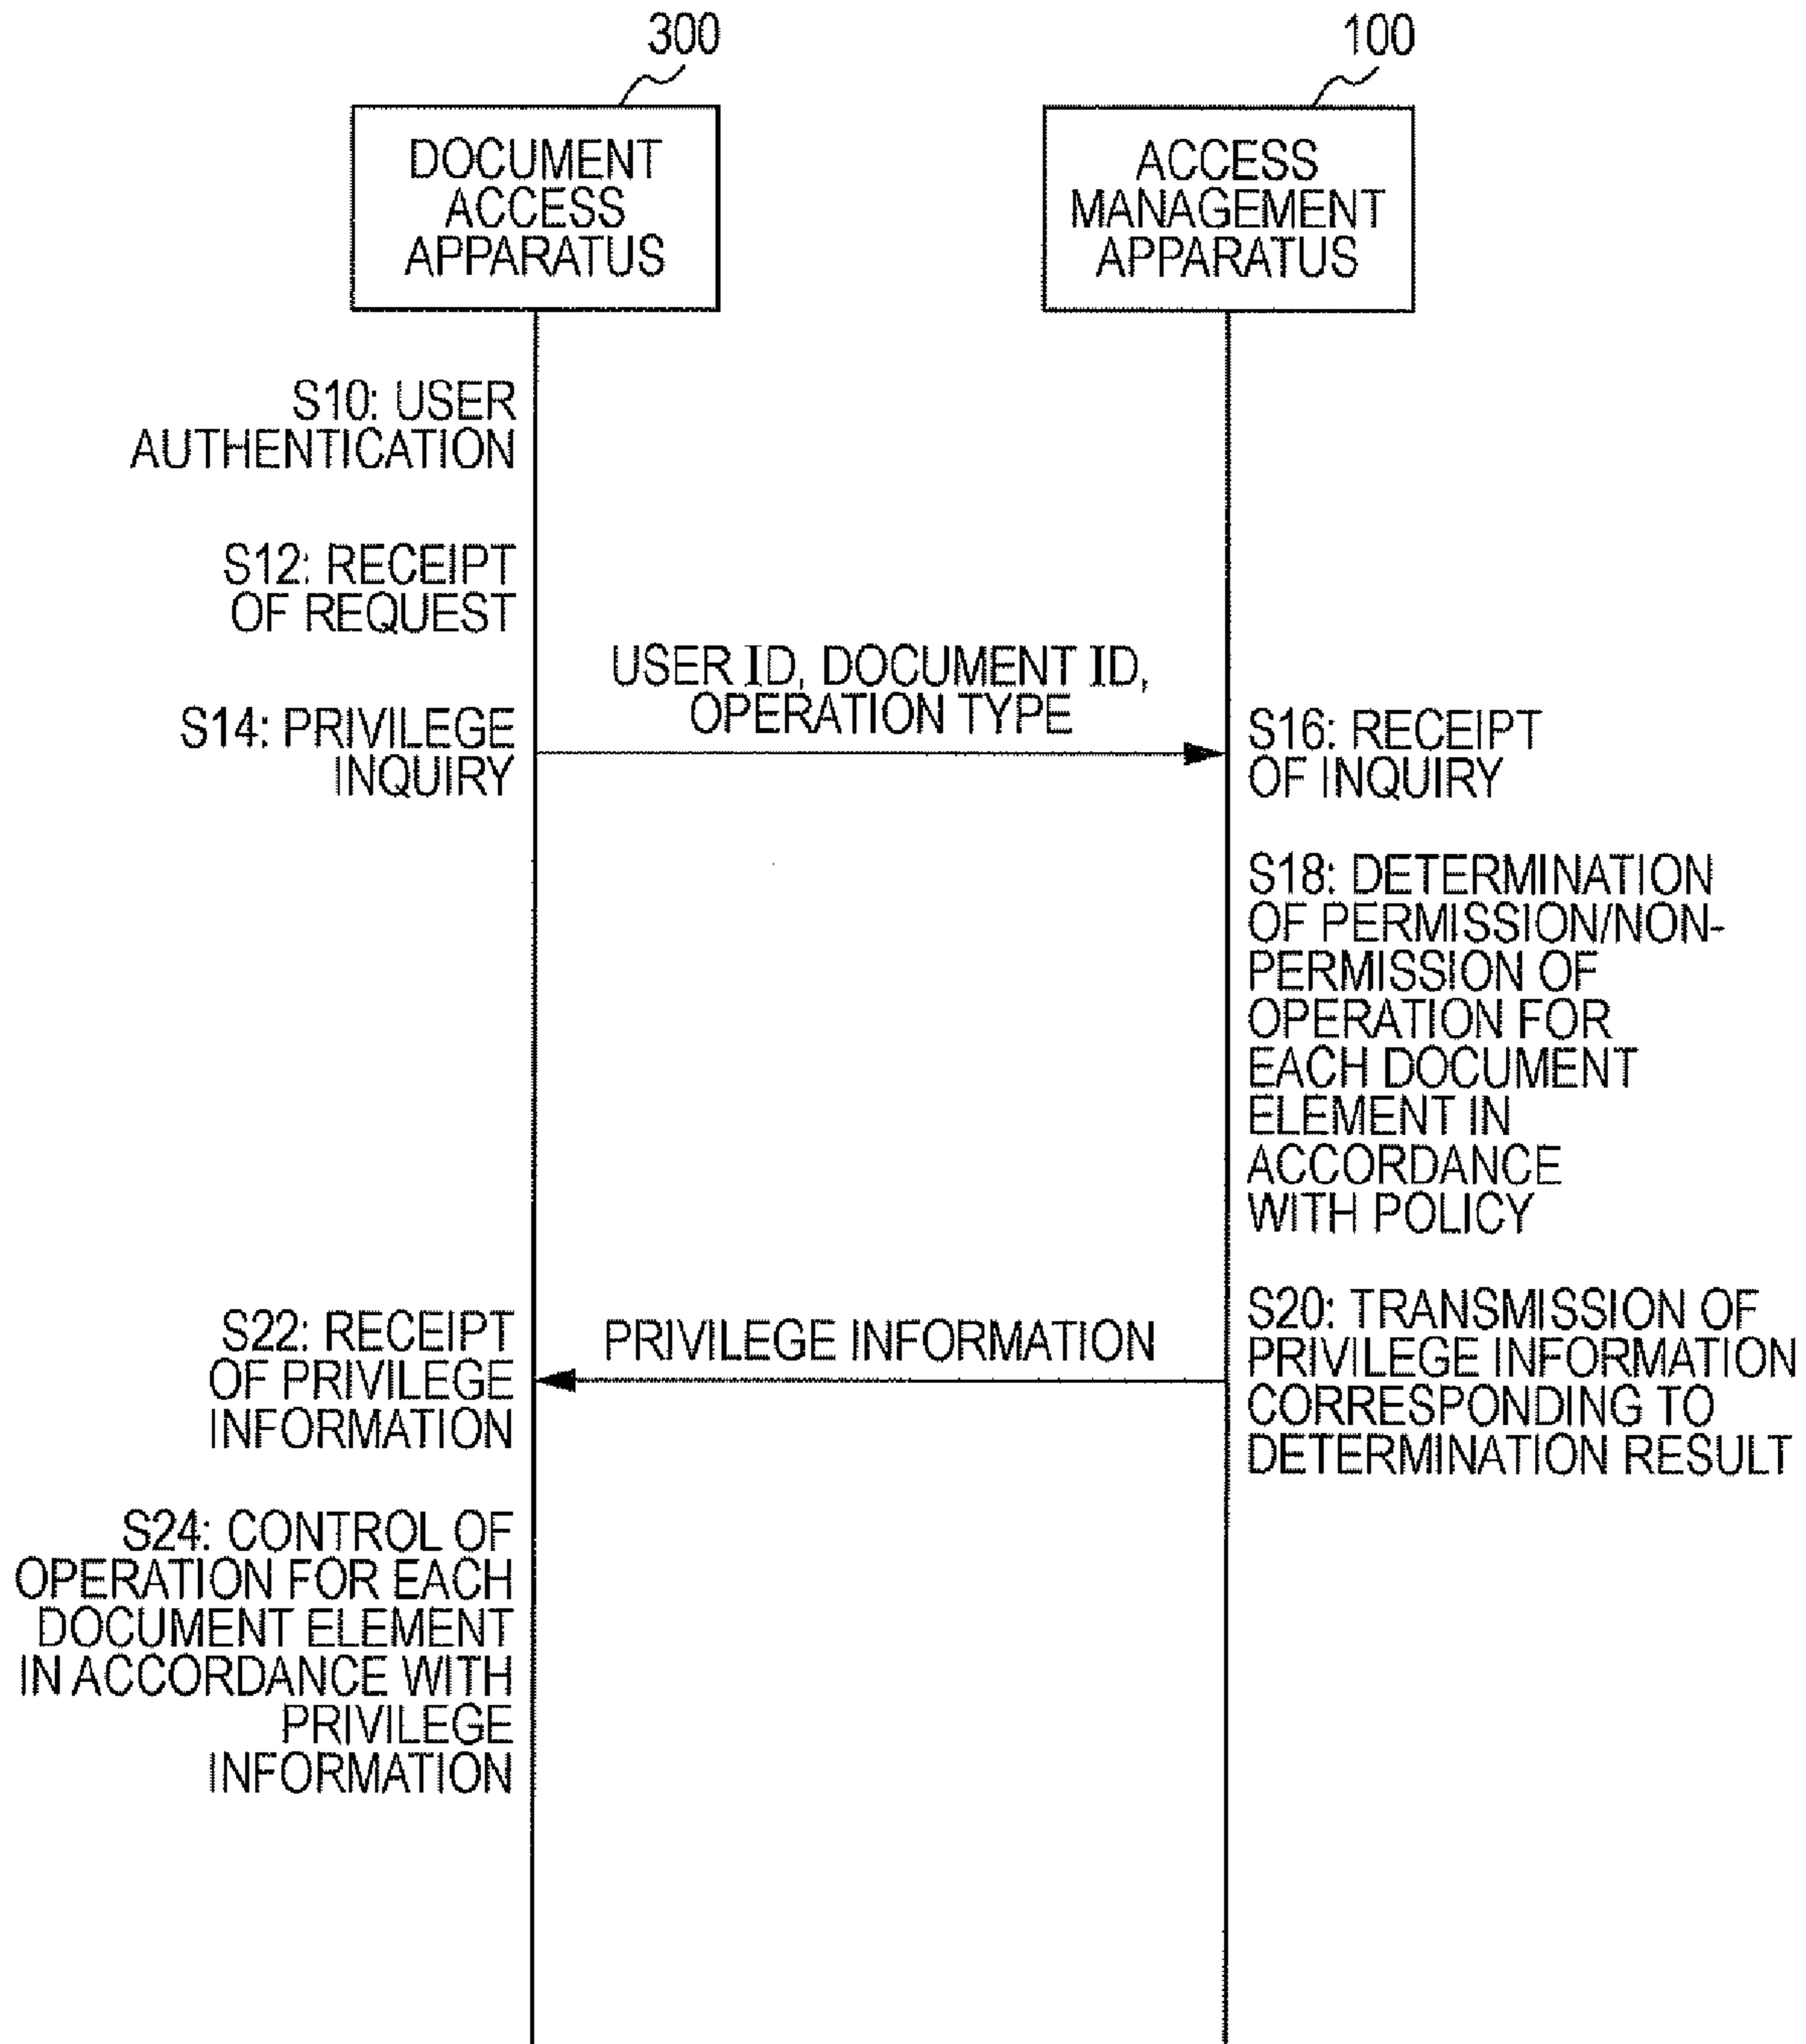 300
100
DOCUMENT
ACCESS
APPARATUS
ACCESS
MANAGEMENT
APPARATUS
S10: USER
AUTHENTICATION
S12: RECEIPT
OF REQUEST
USER ID, DOCUMENT ID,
OPERATION TYPE
S14: PRIVILEGE
INQUIRY
S16: RECEIPT
OF INQUIRY
S18: DETERMINATION
OF PERMISSION/NON-
PERMISSION OF
OPERATION FOR
EACH DOCUMENT
ELEMENT IN
ACCORDANCE
WITH POLICY
S20: TRANSMISSION OF
PRIVILEGE INFORMATION
CORRESPONDING TO
DETERMINATION RESULT
PRIVILEGE INFORMATION
S22: RECEIPT
OF PRIVILEGE
INFORMATION
S24: CONTROL OF
OPERATION FOR EACH
DOCUMENT ELEMENT
IN ACCORDANCE WITH
PRIVILEGE
INFORMATION